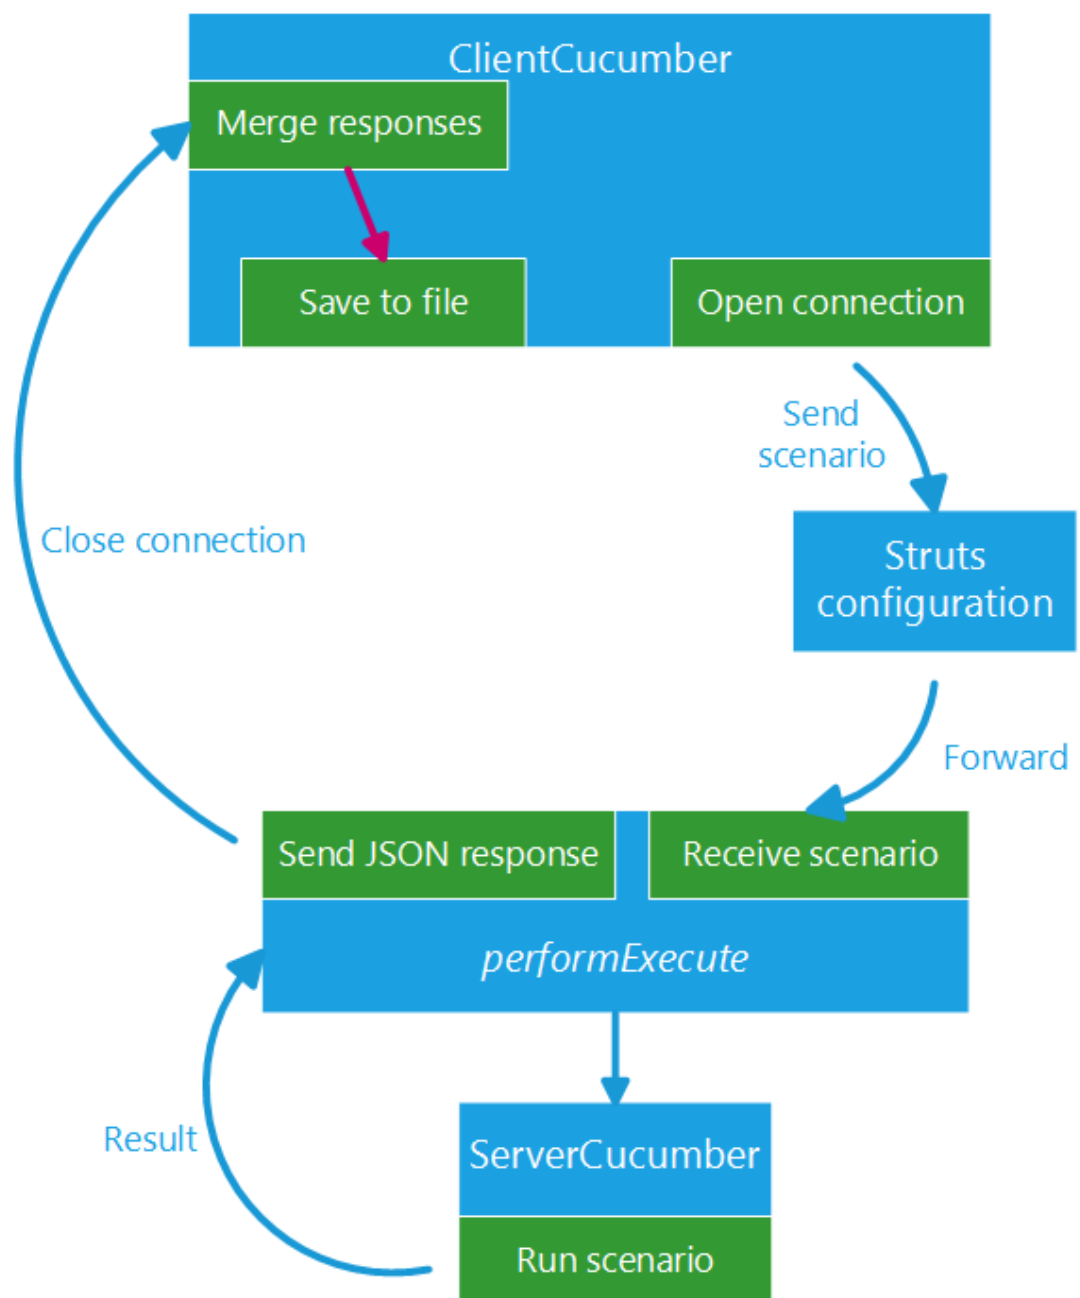 ClientCucumber
Merge responses
Save to file
Open connection
Send
scenario
Close connection
Struts
configuration
Forward
Send JSON response
Receive scenario
performExecute
Result
ServerCucumber
Run scenario